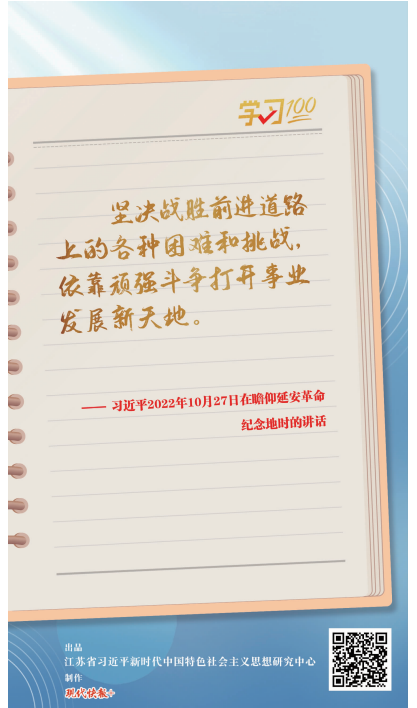 学习100
坚决战胜前进道路
上的各种困难和挑战，
依靠顽强斗争打开事业
发展新天地。
—— 习近平2022年10月27日在瞻仰延安革命
纪念地时的讲话
出品
江苏省习近平新时代中国特色社会主义思想研究中心
制作
现代快报+